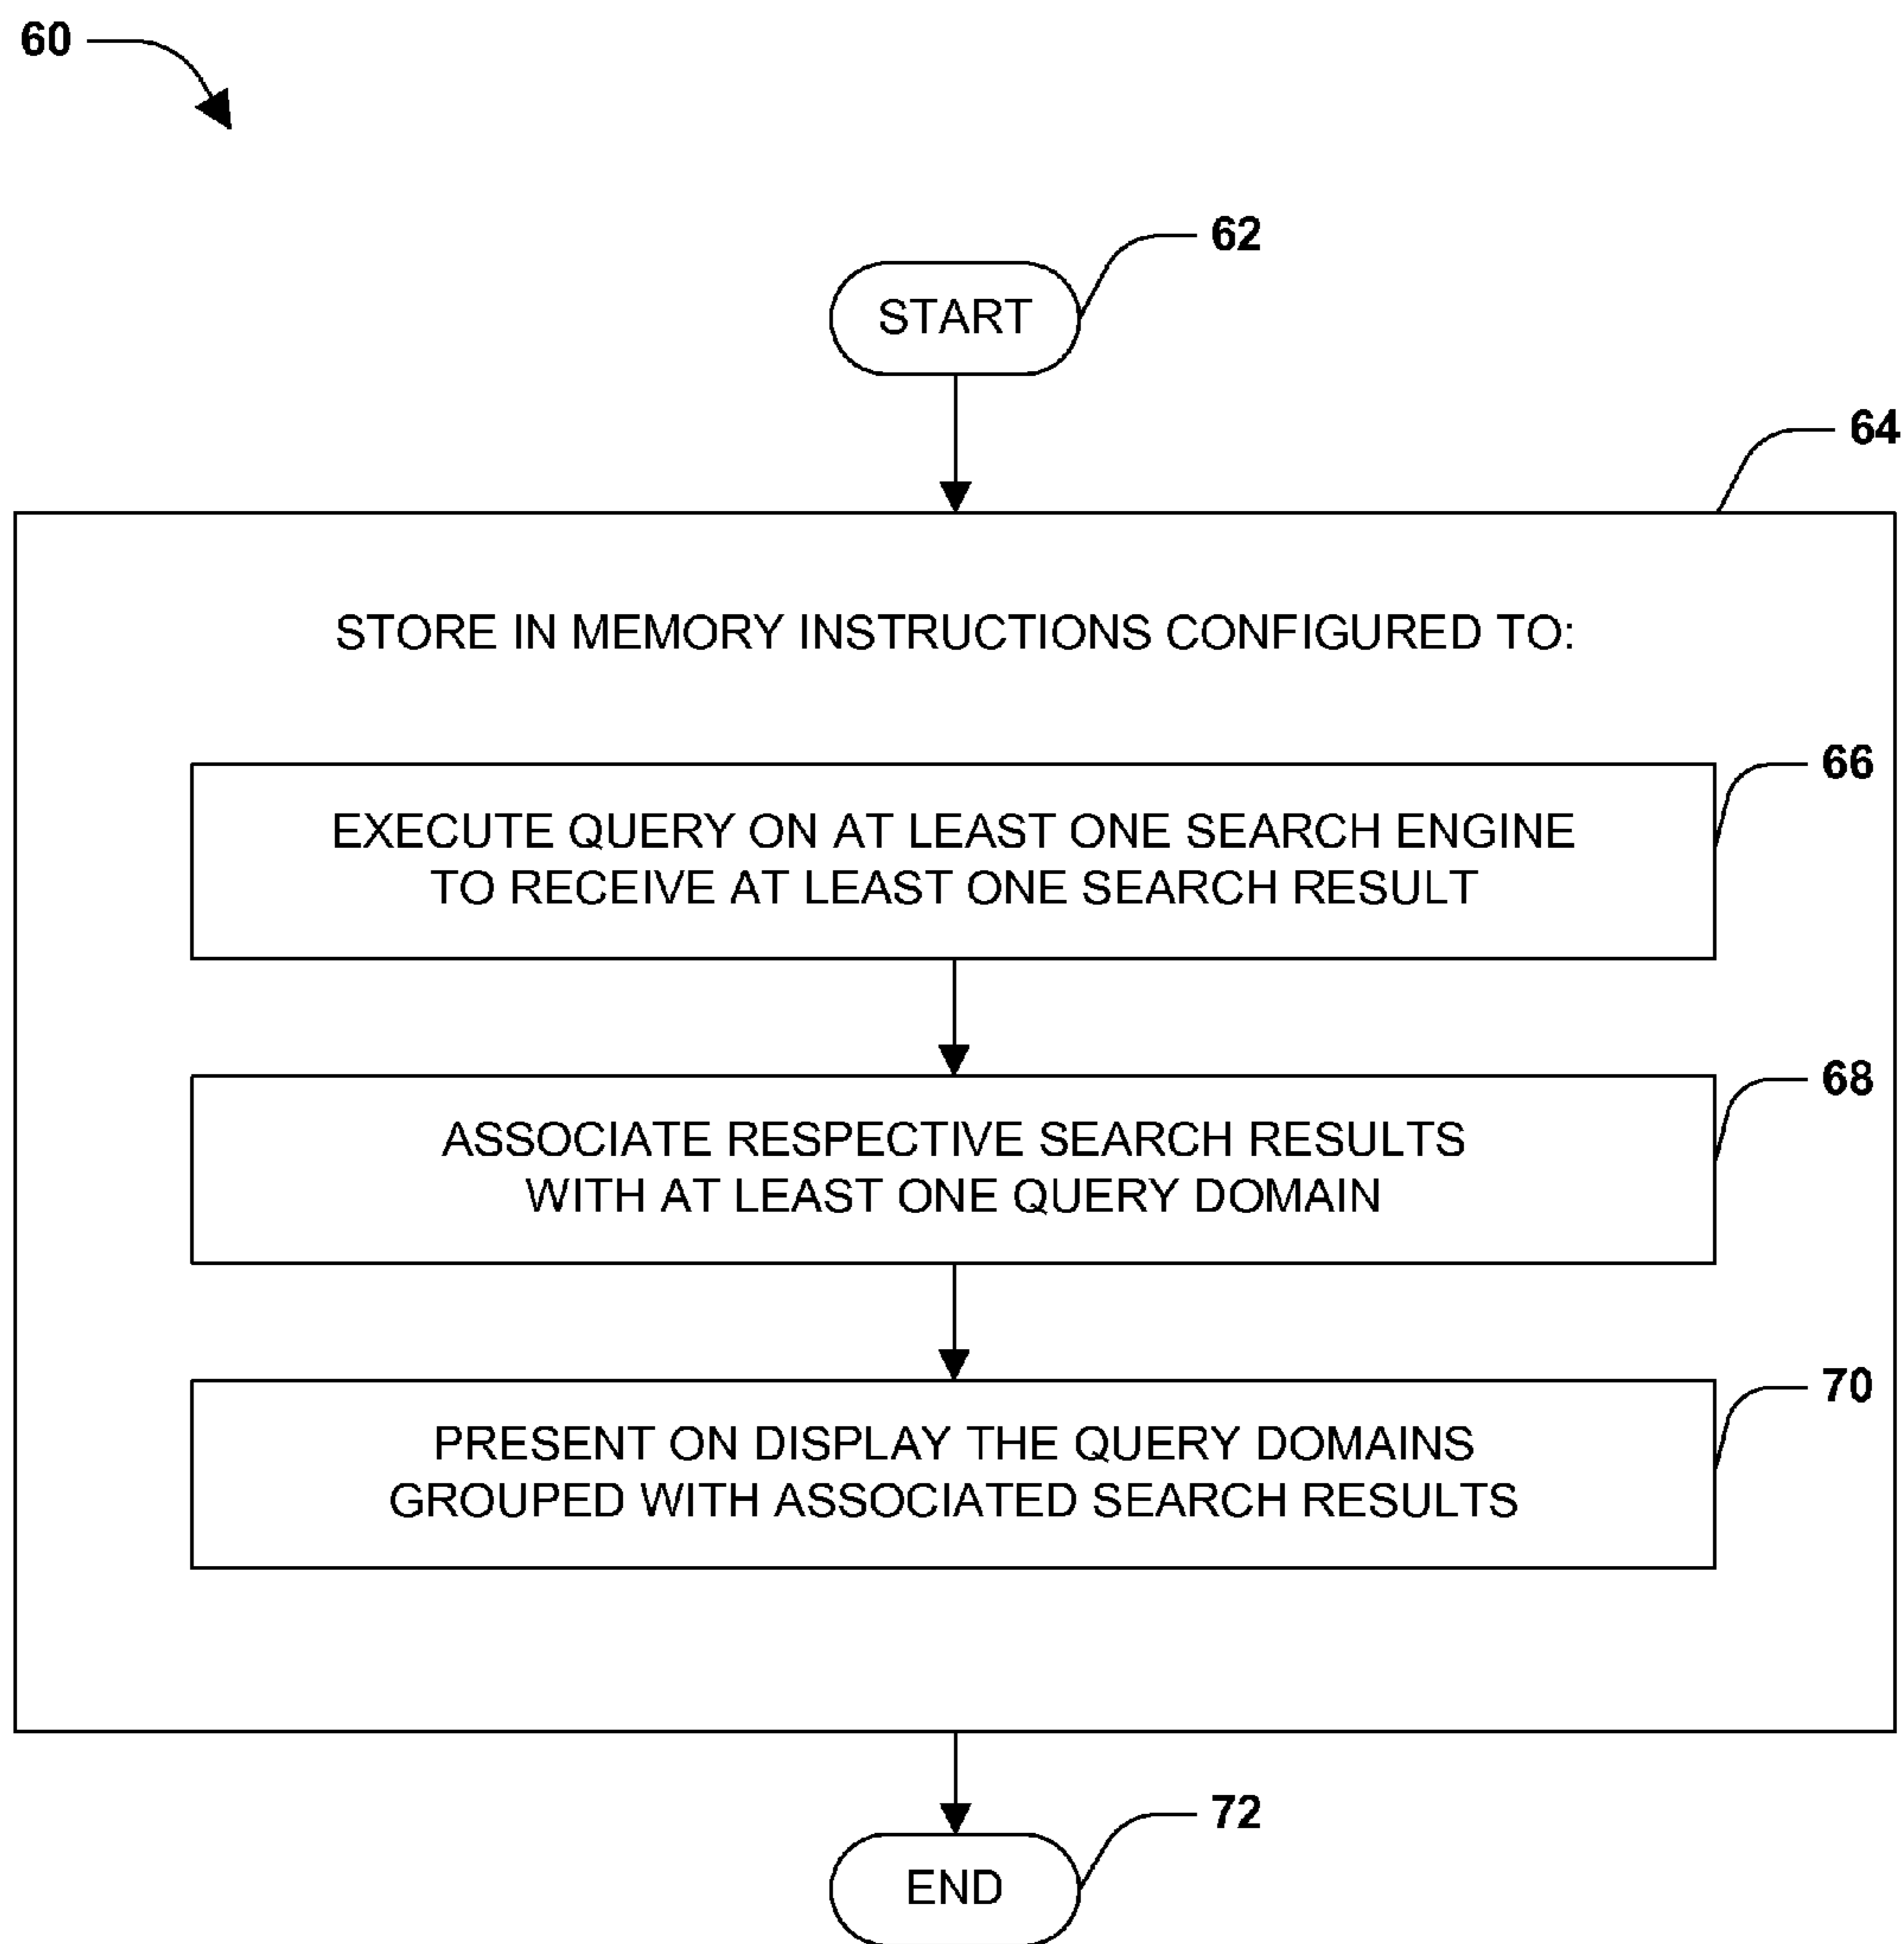 60
62
START
64
STORE IN MEMORY INSTRUCTIONS CONFIGURED TO:
66
EXECUTE QUERY ON AT LEAST ONE SEARCH ENGINE
TO RECEIVE AT LEAST ONE SEARCH RESULT
68
ASSOCIATE RESPECTIVE SEARCH RESULTS
WITH AT LEAST ONE QUERY DOMAIN
70
PRESENT ON DISPLAY THE QUERY DOMAINS
GROUPED WITH ASSOCIATED SEARCH RESULTS
72
END